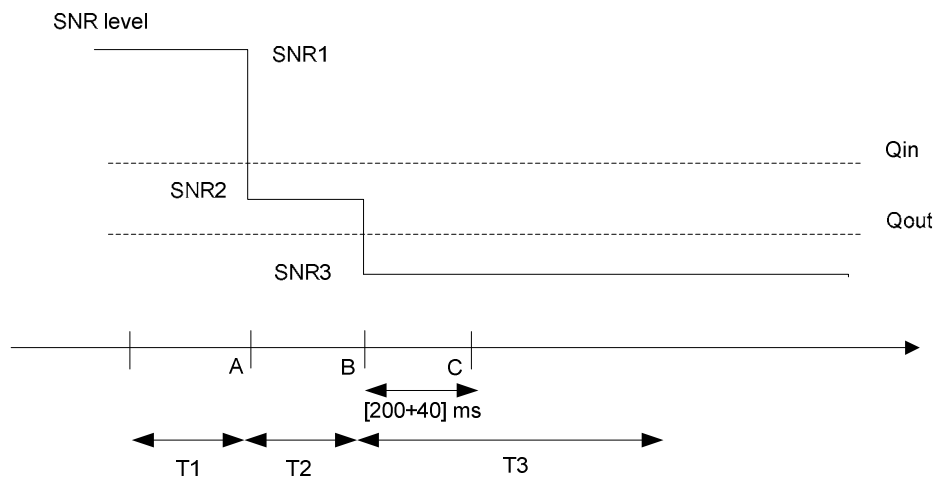 SNR level
SNR1
Qin
SNR2
Qout
SNR3
A
B
C
[200+40] ms
T1
T2
T3